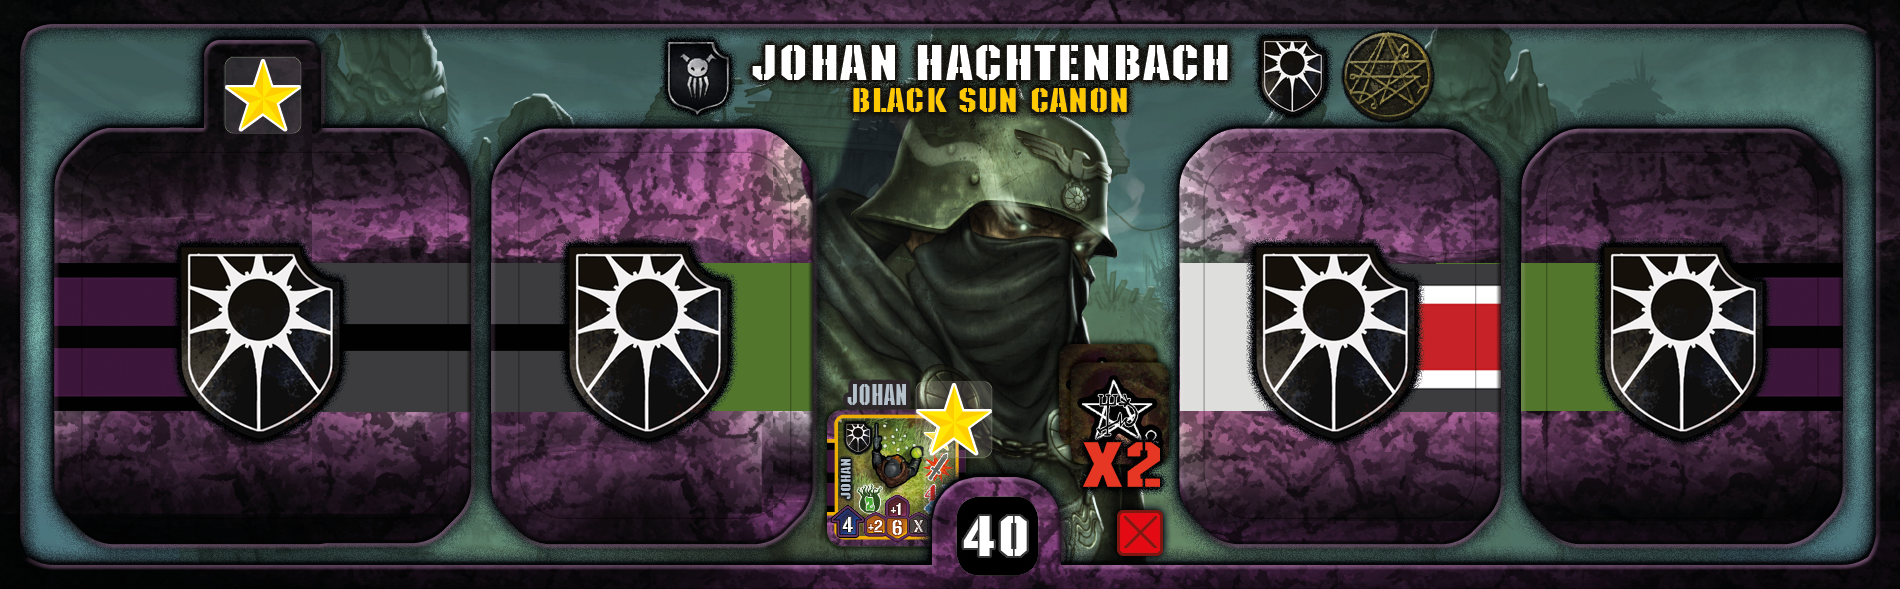 JOHAN HACHTENBACH
BLACK SUN CANON
JOHAN
JOHAN
X2
+1
4 +2 6 X
40